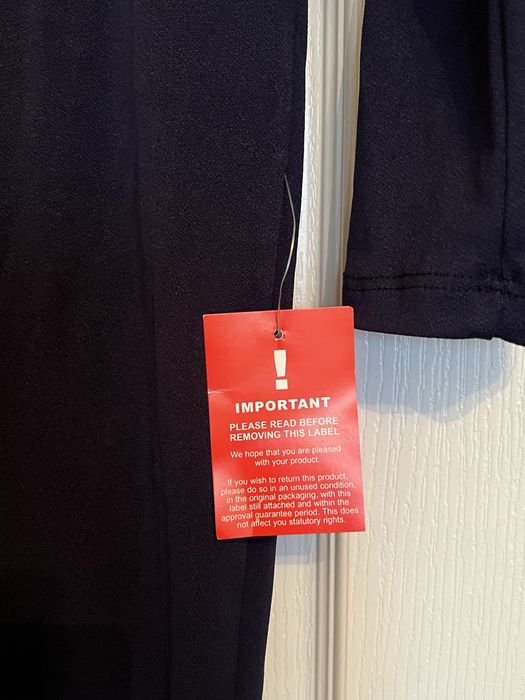 !
IMPORTANT
PLEASE READ BEFORE
REMOVING THIS LABEL
We hope that you are pleased
with your product.
If you wish to return this product,
please do so in an unused condition,
in the original packaging, with this
label still attached and within the
approval guarantee period. This does
not affect you statutory rights.